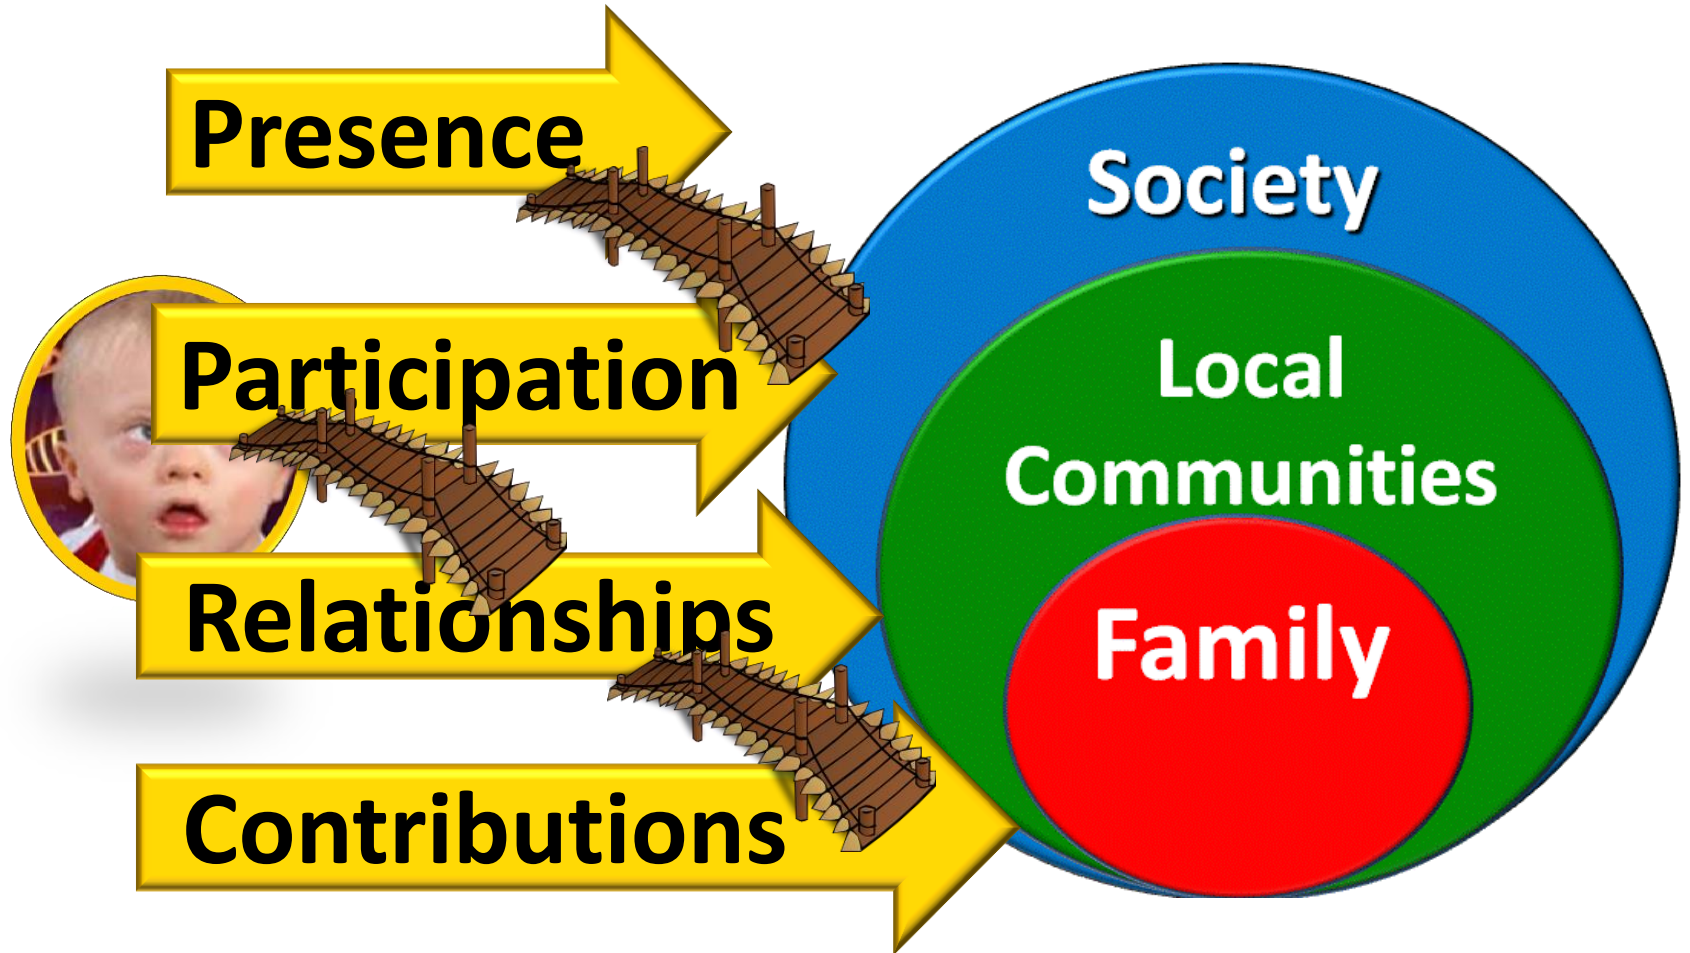 Presence
Participation
Relationships
Contributions
Society
Local
Communities
Family